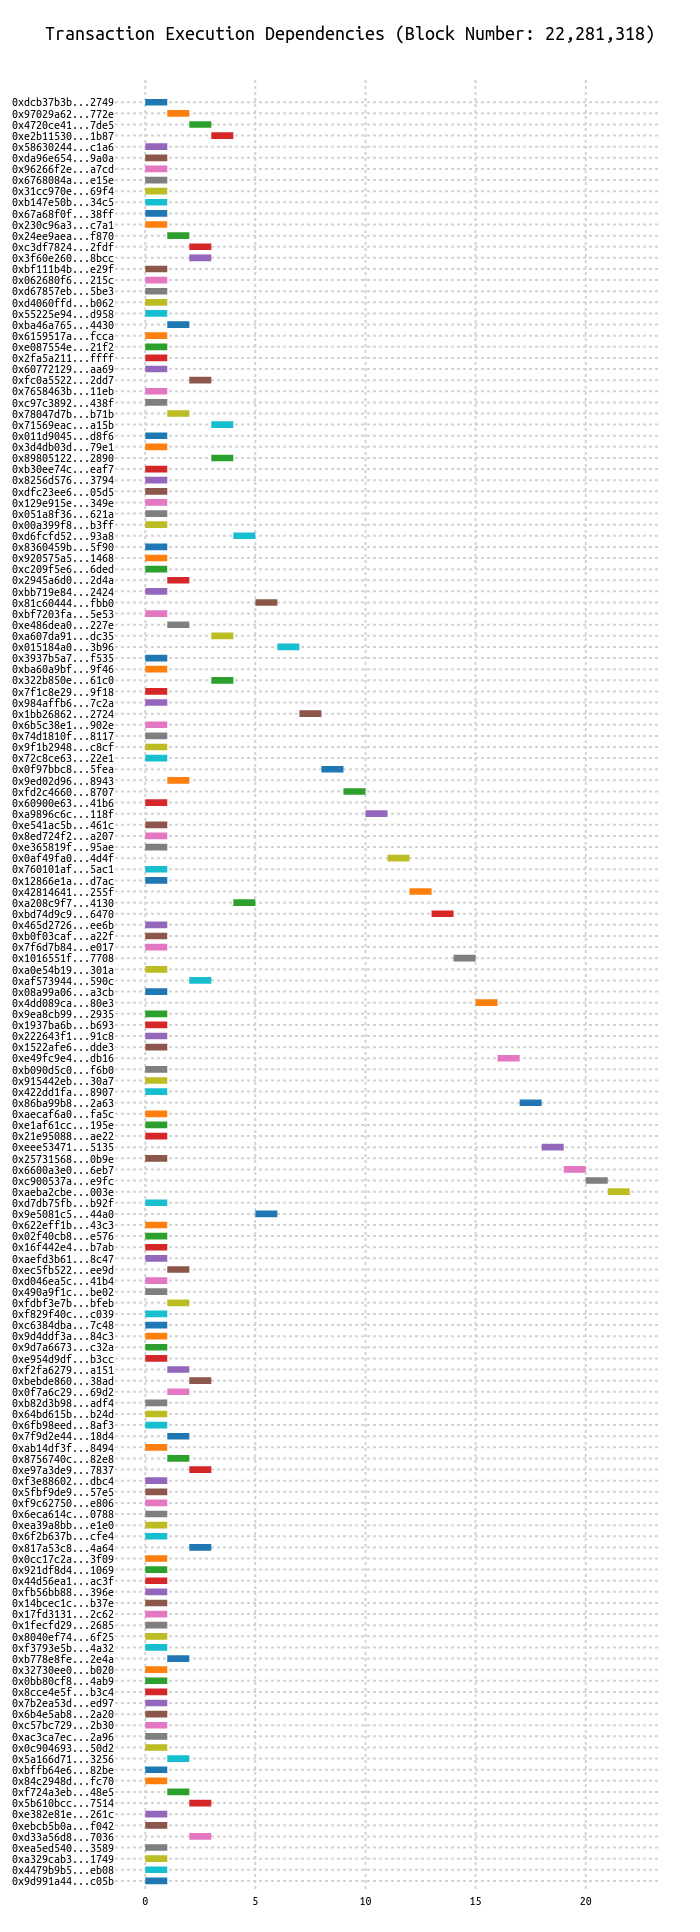 Transaction Execution Dependencies (Block Number: 22,281,318)
0xdcb37b3b...2749
0x97029a62...772e
0x4720ce41...7de5
0xe2b11530...1b87
0x58630244...c1a6
0xda96e654...9a0a
0x96266f2e...a7cd
0x6768084a...e15e
0x31cc970e...69f4
0xb147e50b...34c5
0x67a68f0f...38ff
0x230c96a3...c7a1
0x24ee9aea...f870
0xc3df7824...2fdf
0x3f60e260...8bcc
0xbf111b4b...e29f
0x062680f6...215c
0xd67857eb...5be3
0xd4060ffd...b062
0x55225e94...d958
0xba46a765...4430
0x6159517a...fcca
0xe087554e...21f2
0x2fa5a211...ffff
0x60772129...aa69
0xfc0a5522...2dd7
0x7658463b...11eb
0xc97c3892...438f
0x78047d7b...b71b
0x71569eac...a15b
0x011d9045...d8f6
0x3d4db03d...79e1
0x89805122...2890
0xb30ee74c...eaf7
0x8256d576...3794
0xdfc23ee6...05d5
0x129e915e...349e
0x051a8f36...621a
0x00a399f8...b3ff
0xd6fcfd52...93a8
0x8360459b...5f90
0x920575a5...1468
0xc209f5e6...6ded
0x2945a6d0...2d4a
0xbb719e84...2424
0x81c60444...fbb0
0xbf7203fa...5e53
0xe486dea0...227e
0xa607da91...dc35
0x015184a0...3b96
0x3937b5a7...f535
0xba60a9bf...9f46
0x322b850e...61c0
0x7f1c8e29...9f18
0x984affb6...7c2a
0x1bb26862...2724
0x6b5c38e1...902e
0x74d1810f...8117
0x9f1b2948...c8cf
0x72c8ce63...22e1
0x0f97bbc8...5fea
0x9ed02d96...8943
0xfd2c4660...8707
0x60900e63...41b6
0xa9896c6c...118f
0xe541ac5b...461c
0x8ed724f2...a207
0xe365819f...95ae
0x0af49fa0...4d4f
0x760101af...5ac1
0x12866e1a...d7ac
0x42814641...255f
0xa208c9f7...4130
0xbd74d9c9...6470
0x465d2726...ee6b
0xb0f03caf...a22f
0x7f6d7b84...e017
0x1016551f...7708
0xa0e54b19...301a
0xaf573944...590c
0x08a99a06...a3cb
0x4dd089ca...80e3
0x9ea8cb99...2935
0x1937ba6b...b693
0x222643f1...91c8
0x1522afe6...dde3
0xe49fc9e4...db16
0xb090d5c0...f6b0
0x915442eb...30a7
0x422dd1fa...8907
0x86ba99b8...2a63
0xaecaf6a0...fa5c
0xe1af61cc...195e
0x21e95088...ae22
0xeee53471...5135
0x25731568...0b9e
0x6600a3e0...6eb7
0xc900537a...e9fc
0xaeba2cbe...003e
0xd7db75fb...b92f
0x9e5081c5...44a0
0x622eff1b...43c3
0x02f40cb8...e576
0x16f442e4...b7ab
0xaefd3b61...8c47
0xec5fb522...ee9d
0xd046ea5c...41b4
0x490a9f1c...be02
0xfdbf3e7b...bfeb
0xf829f40c...c039
0xc6384dba...7c48
0x9d4ddf3a...84c3
0x9d7a6673...c32a
0xe954d9df...b3cc
0xf2fa6279...a151
0xbebde860...38ad
0x0f7a6c29...69d2
0xb82d3b98...adf4
0x64bd615b...b24d
0x6fb98eed...8af3
0x7f9d2e44...18d4
0xab14df3f...8494
0x8756740c...82e8
0xe97a3de9...7837
0xf3e88602...dbc4
0x5fbf9de9...57e5
0xf9c62750...e806
0x6eca614c...0788
0xea39a8bb...e1e0
0x6f2b637b...cfe4
0x817a53c8...4a64
0x0cc17c2a...3f09
0x921df8d4...1069
0x44d56ea1...ac3f
0xfb56bb88...396e
0x14bcec1c...b37e
0x17fd3131...2c62
0x1fecfd29...2685
0x8040ef74...6f25
0xf3793e5b...4a32
0xb778e8fe...2e4a
0x32730ee0...b020
0x0bb80cf8...4ab9
0x8cce4e5f...b3c4
0x7b2ea53d...ed97
0x6b4e5ab8...2a20
0xc57bc729...2b30
0xac3ca7ec...2a96
0x0c904693...50d2
0x5a166d71...3256
0xbffb64e6...82be
0x84c2948d...fc70
0xf724a3eb...48e5
0x5b610bcc...7514
0xe382e81e...261c
0xebcb5b0a...f042
0xd33a56d8...7036
0xea5ed540...3589
0xa329cab3...1749
0x4479b9b5...eb08
0x9d991a44...c05b
0 5 10 15 20